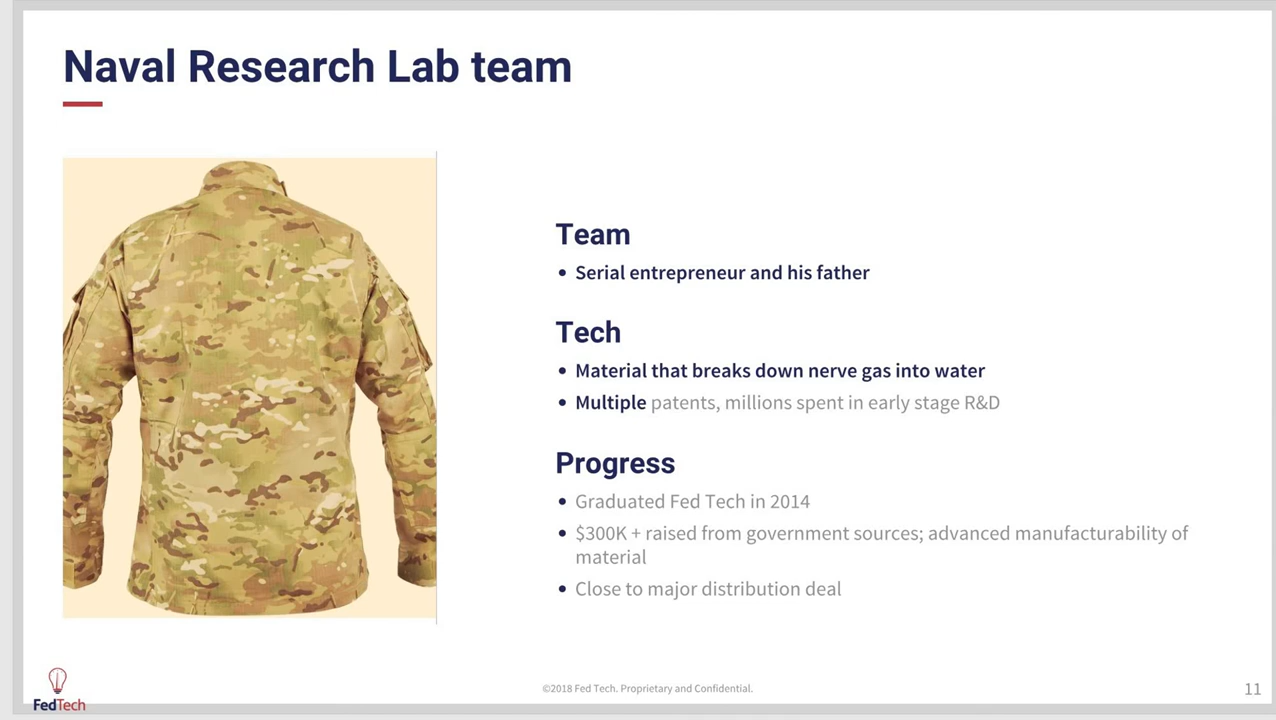 Naval Research Lab team
Team
• Serial entrepreneur and his father
Tech
• Material that breaks down nerve gas into water
• Multiple patents, millions spent in early stage R&D
Progress
• Graduated Fed Tech in 2014
• $300K + raised from government sources; advanced manufacturability of
material
• Close to major distribution deal
FedTech
©2018 Fed Tech. Proprietary and Confidential.
11